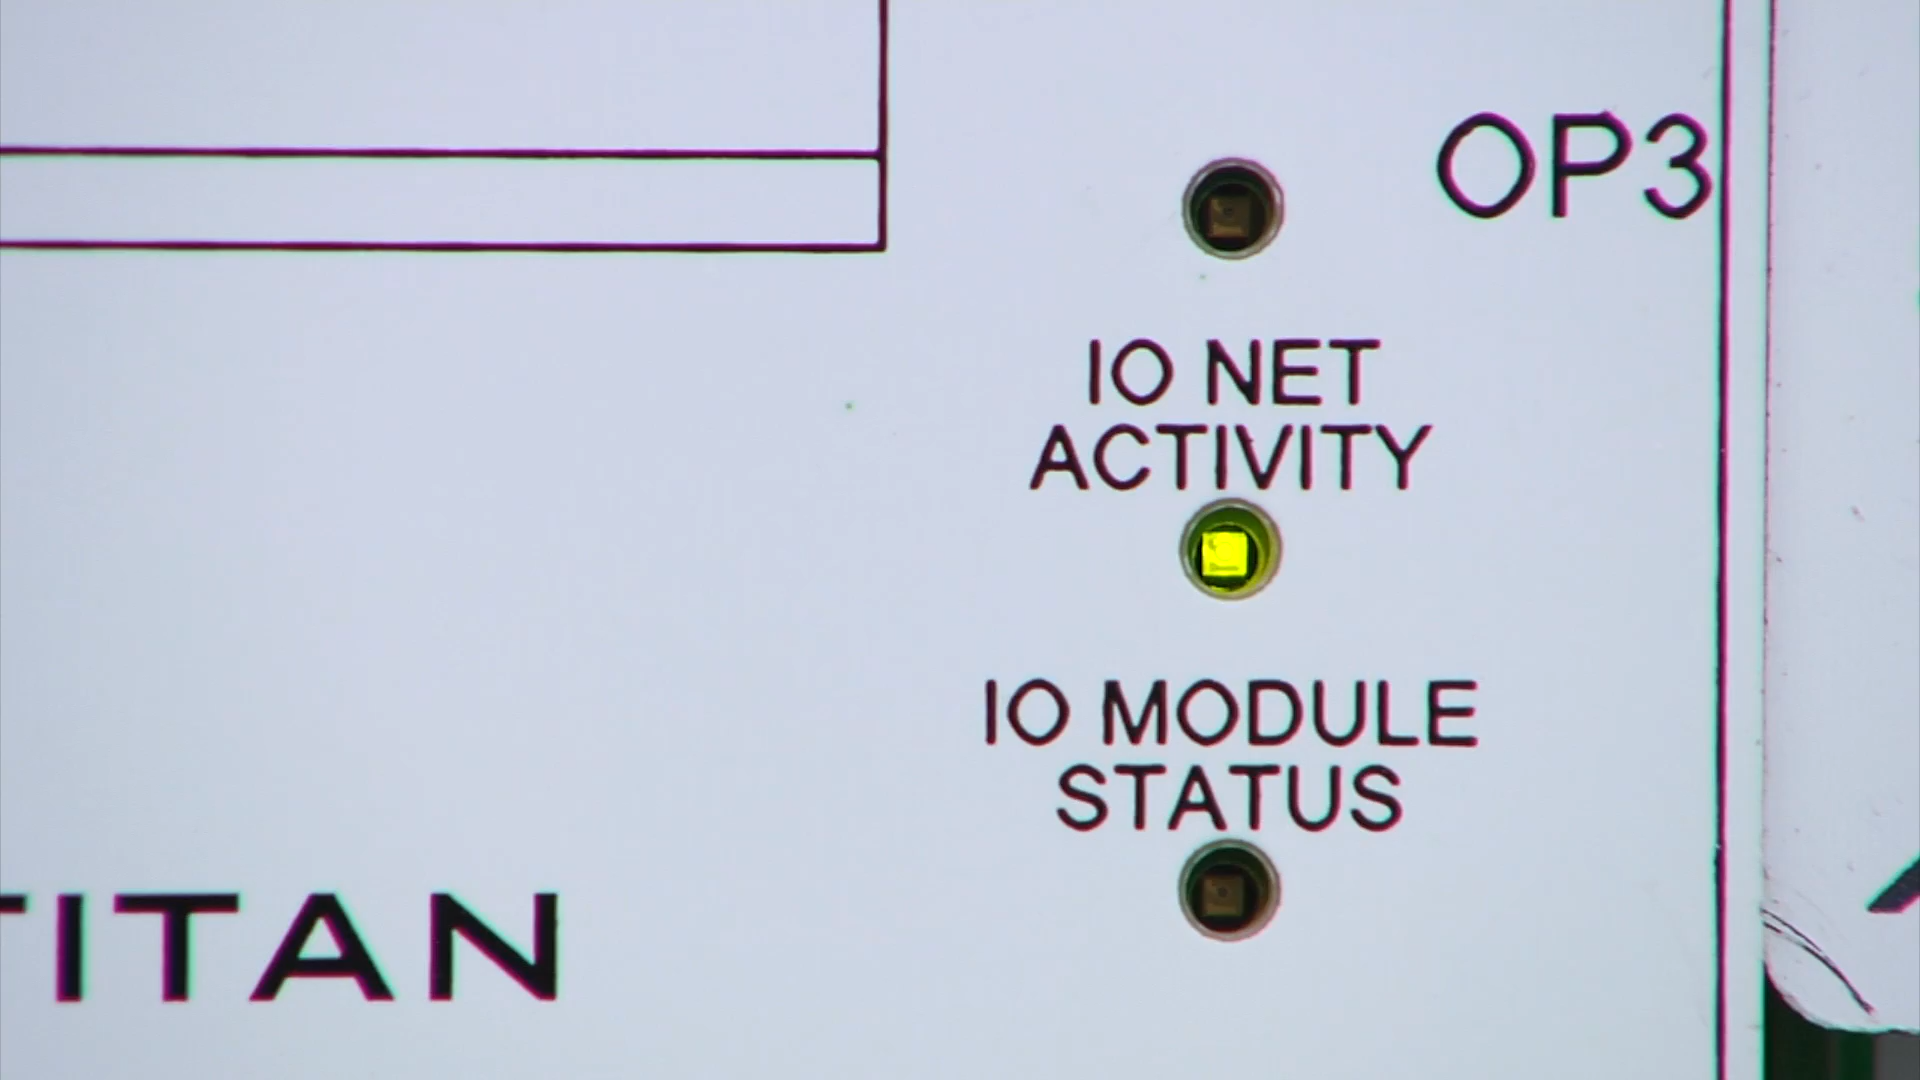 OP3
IO NET
ACTIVITY
IO MODULE
STATUS
TITAN